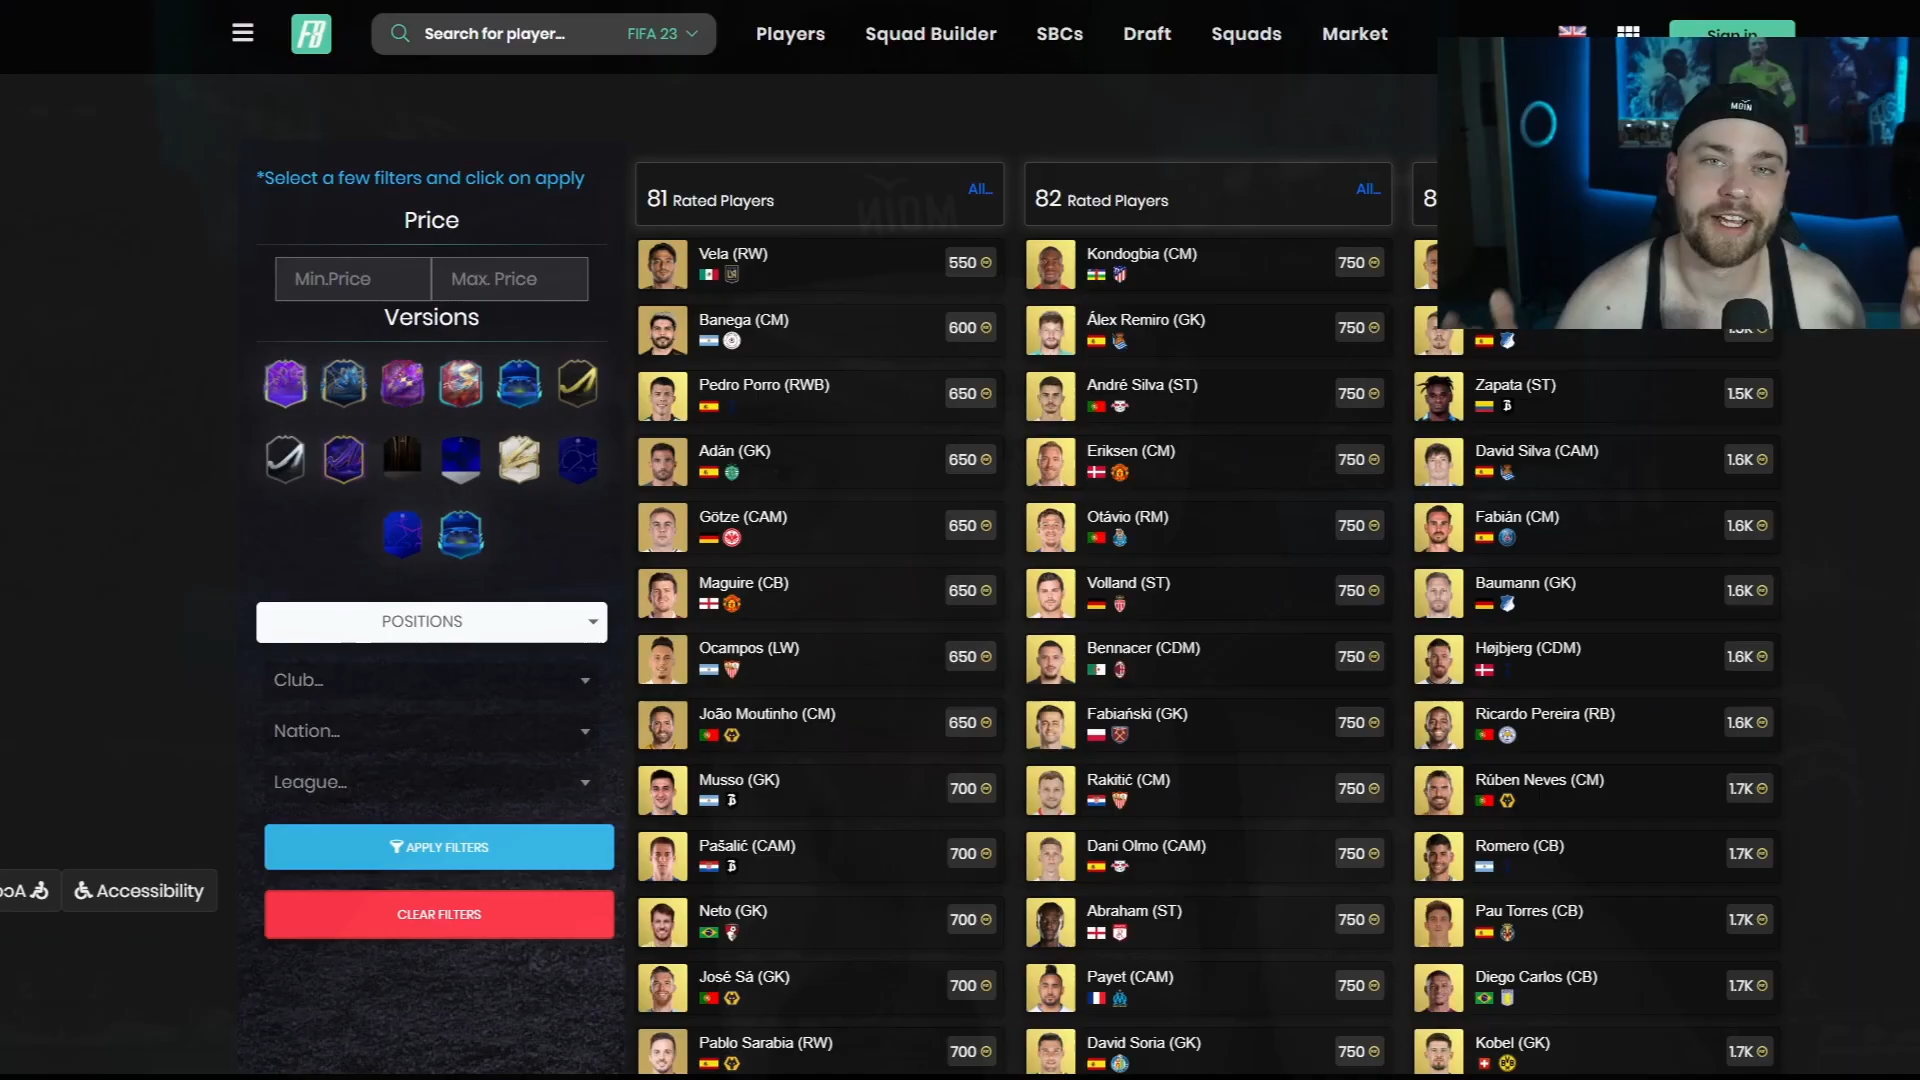 FB
Search for player...
FIFA 23
Players
Squad Builder
SBCs
Draft
Squads
Market
Sign in
MOIN
*Select a few filters and click on apply
Price
Min.Price
Max. Price
Versions
POSITIONS
Club...
Nation...
League...
APPLY FILTERS
CLEAR FILTERS
Accessibility
81 Rated Players
All...
Vela (RW)
550
Banega (CM)
600
Pedro Porro (RWB)
650
Adán (GK)
650
Götze (CAM)
650
Maguire (CB)
650
Ocampos (LW)
650
João Moutinho (CM)
650
Musso (GK)
700
Pašalić (CAM)
700
Neto (GK)
700
José Sá (GK)
700
Pablo Sarabia (RW)
700
82 Rated Players
All...
Kondogbia (CM)
750
Álex Remiro (GK)
750
André Silva (ST)
750
Eriksen (CM)
750
Otávio (RM)
750
Volland (ST)
750
Bennacer (CDM)
750
Fabiański (GK)
750
Rakitić (CM)
750
Dani Olmo (CAM)
750
Abraham (ST)
750
Payet (CAM)
750
David Soria (GK)
750
8
Zapata (ST)
1.5K
David Silva (CAM)
1.6K
Fabián (CM)
1.6K
Baumann (GK)
1.6K
Højbjerg (CDM)
1.6K
Ricardo Pereira (RB)
1.6K
Rúben Neves (CM)
1.7K
Romero (CB)
1.7K
Pau Torres (CB)
1.7K
Diego Carlos (CB)
1.7K
Kobel (GK)
1.7K